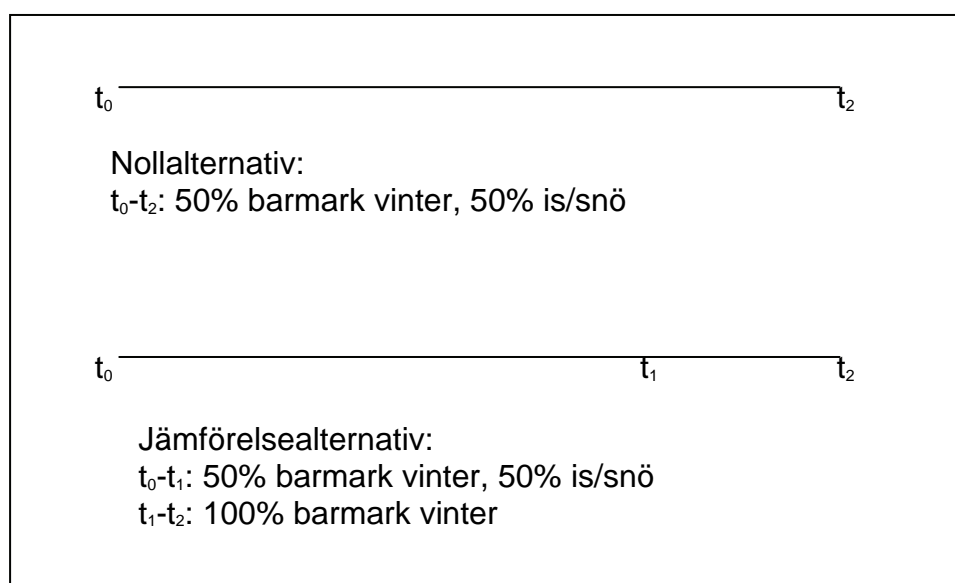 t₀ t₂
Nollalternativ:
t₀-t₂: 50% barmark vinter, 50% is/snö
t₀ t₁ t₂
Jämförelsealternativ:
t₀-t₁: 50% barmark vinter, 50% is/snö
t₁-t₂: 100% barmark vinter